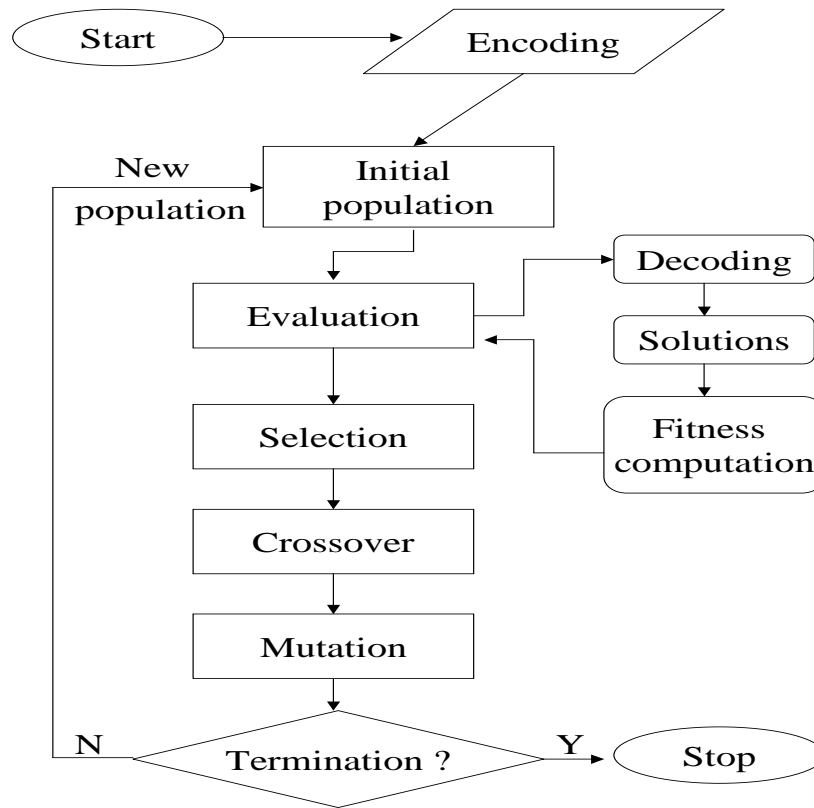 Start
Encoding
New
population
Initial
population
Evaluation
Decoding
Solutions
Fitness
computation
Selection
Crossover
Mutation
Termination ?
N
Y
Stop